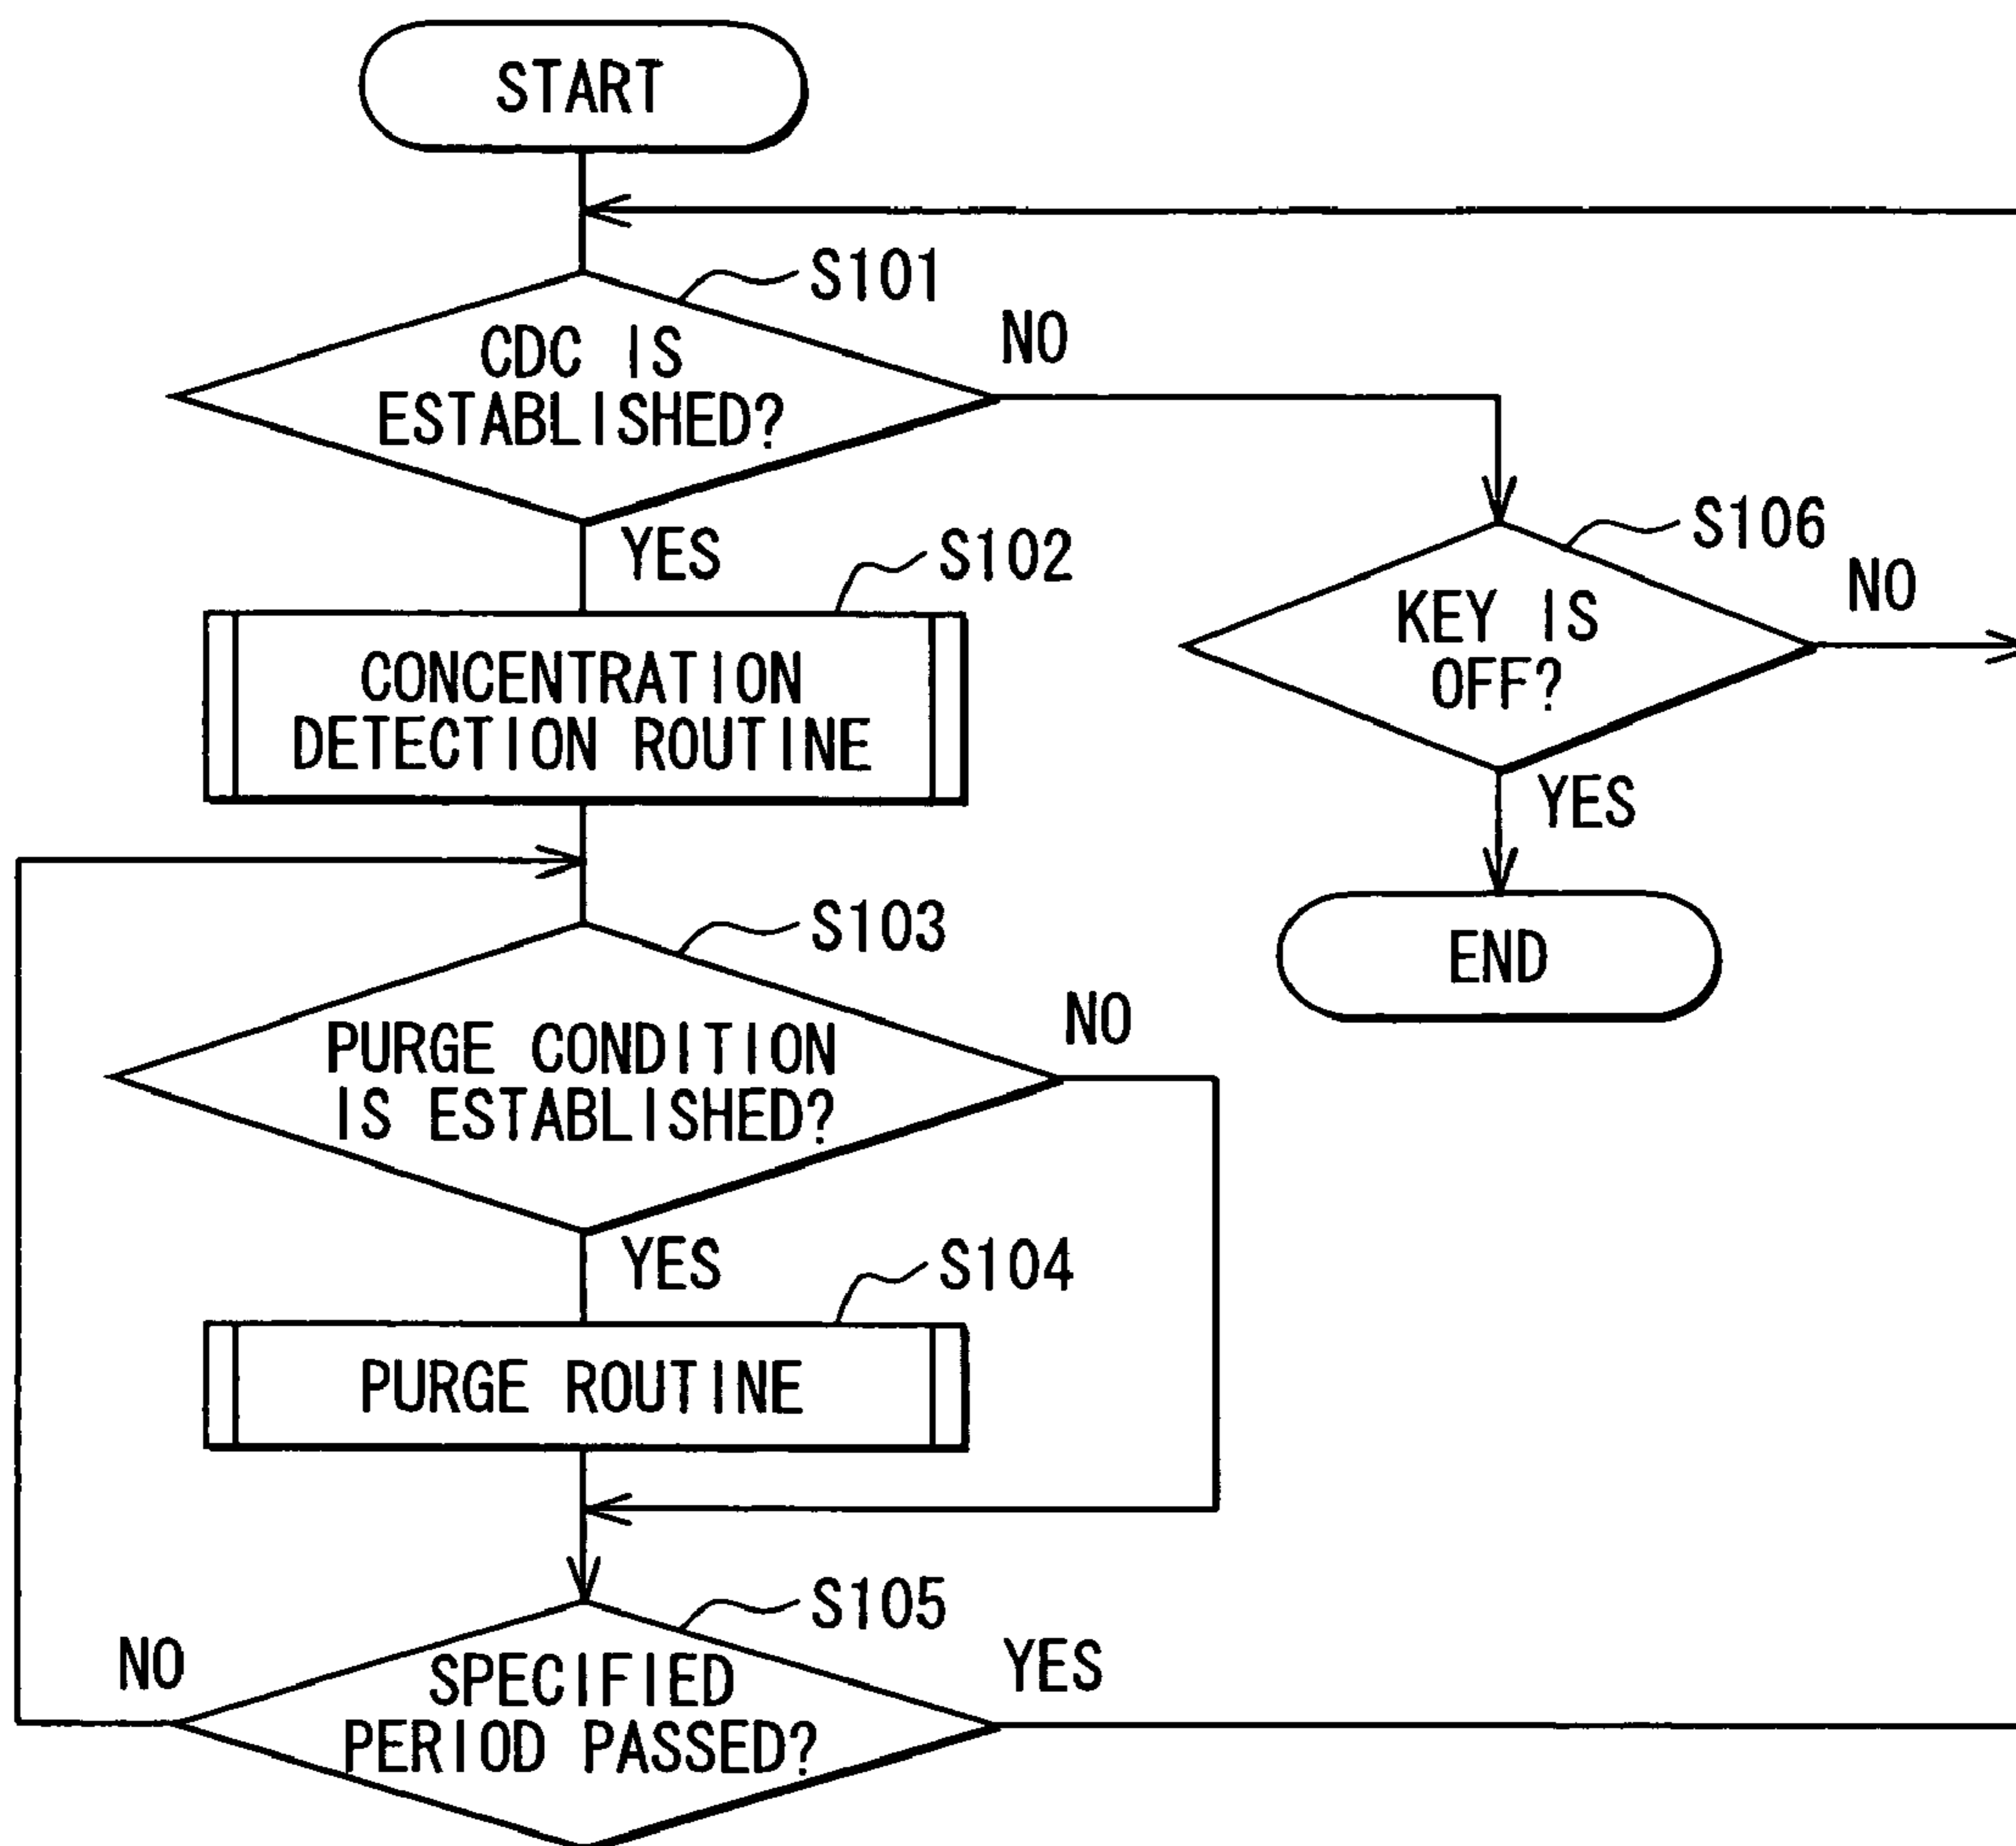 START
S101
CDC IS
ESTABLISHED?
NO
YES
S102
CONCENTRATION
DETECTION ROUTINE
S106
KEY IS
OFF?
NO
YES
END
S103
PURGE CONDITION
IS ESTABLISHED?
NO
YES
S104
PURGE ROUTINE
S105
SPECIFIED
PERIOD PASSED?
NO
YES